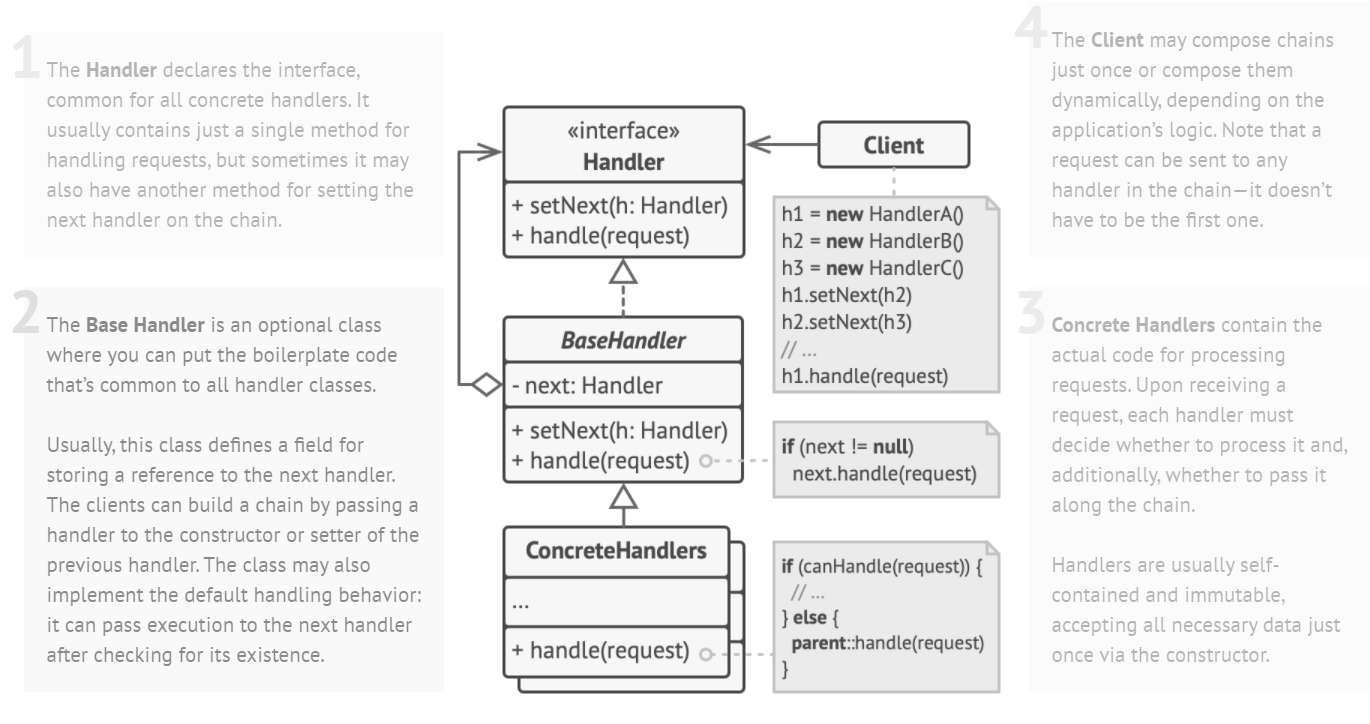 1
The Handler declares the interface,
common for all concrete handlers. It
usually contains just a single method for
handling requests, but sometimes it may
also have another method for setting the
next handler on the chain.
2
The Base Handler is an optional class
where you can put the boilerplate code
that's common to all handler classes.
Usually, this class defines a field for
storing a reference to the next handler.
The clients can build a chain by passing a
handler to the constructor or setter of the
previous handler. The class may also
implement the default handling behavior:
it can pass execution to the next handler
after checking for its existence.
«interface»
Handler
+ setNext(h: Handler)
+ handle(request)
BaseHandler
- next: Handler
+ setNext(h: Handler)
+ handle(request)
ConcreteHandlers
...
+ handle(request)
Client
h1 = new HandlerA()
h2 = new HandlerB()
h3 = new HandlerC()
h1.setNext(h2)
h2.setNext(h3)
// ...
h1.handle(request)
if (next != null)
next.handle(request)
if (canHandle(request)) {
// ...
} else {
parent::handle(request)
}
4
The Client may compose chains
just once or compose them
dynamically, depending on the
application's logic. Note that a
request can be sent to any
handler in the chain—it doesn't
have to be the first one.
3
Concrete Handlers contain the
actual code for processing
requests. Upon receiving a
request, each handler must
decide whether to process it and,
additionally, whether to pass it
along the chain.
Handlers are usually self-
contained and immutable,
accepting all necessary data just
once via the constructor.